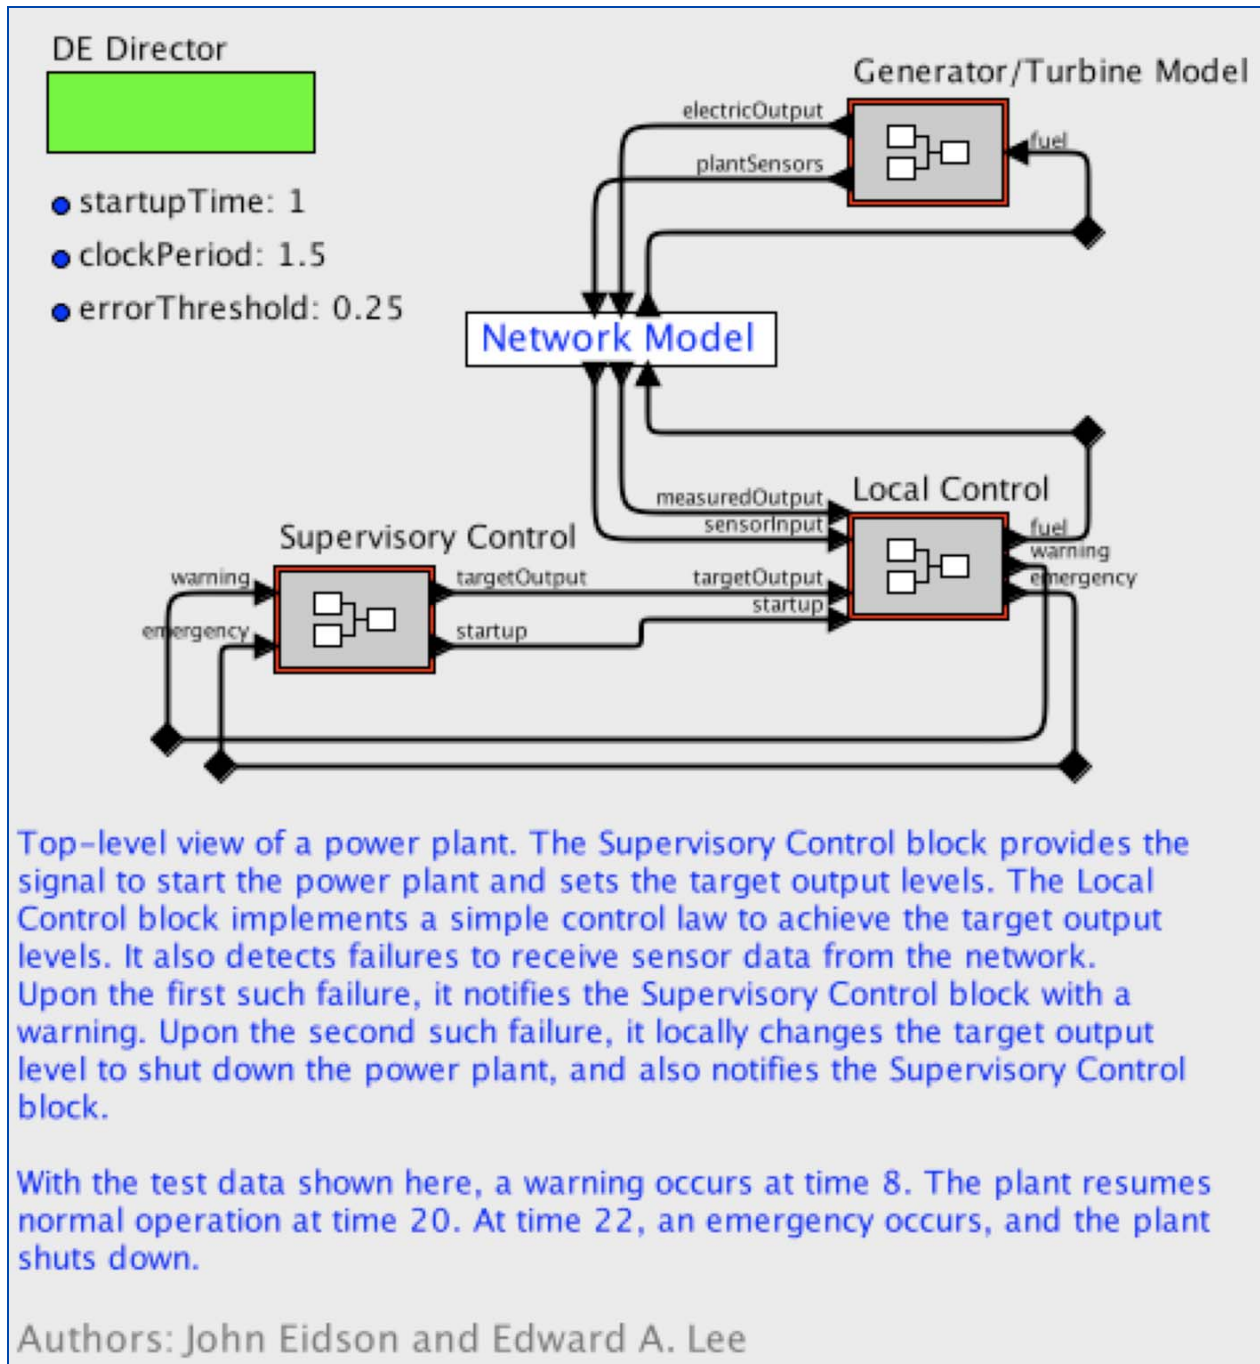 DE Director
Generator/Turbine Model
electricOutput
fuel
plantSensors
startupTime: 1
clockPeriod: 1.5
errorThreshold: 0.25
Network Model
Local Control
measuredOutput
sensorInput
fuel
warning
Supervisory Control
warning
targetOutput
targetOutput
emergency
startup
emergency
startup
Top-level view of a power plant. The Supervisory Control block provides the
signal to start the power plant and sets the target output levels. The Local
Control block implements a simple control law to achieve the target output
levels. It also detects failures to receive sensor data from the network.
Upon the first such failure, it notifies the Supervisory Control block with a
warning. Upon the second such failure, it locally changes the target output
level to shut down the power plant, and also notifies the Supervisory Control
block.
With the test data shown here, a warning occurs at time 8. The plant resumes
normal operation at time 20. At time 22, an emergency occurs, and the plant
shuts down.
Authors: John Eidson and Edward A. Lee